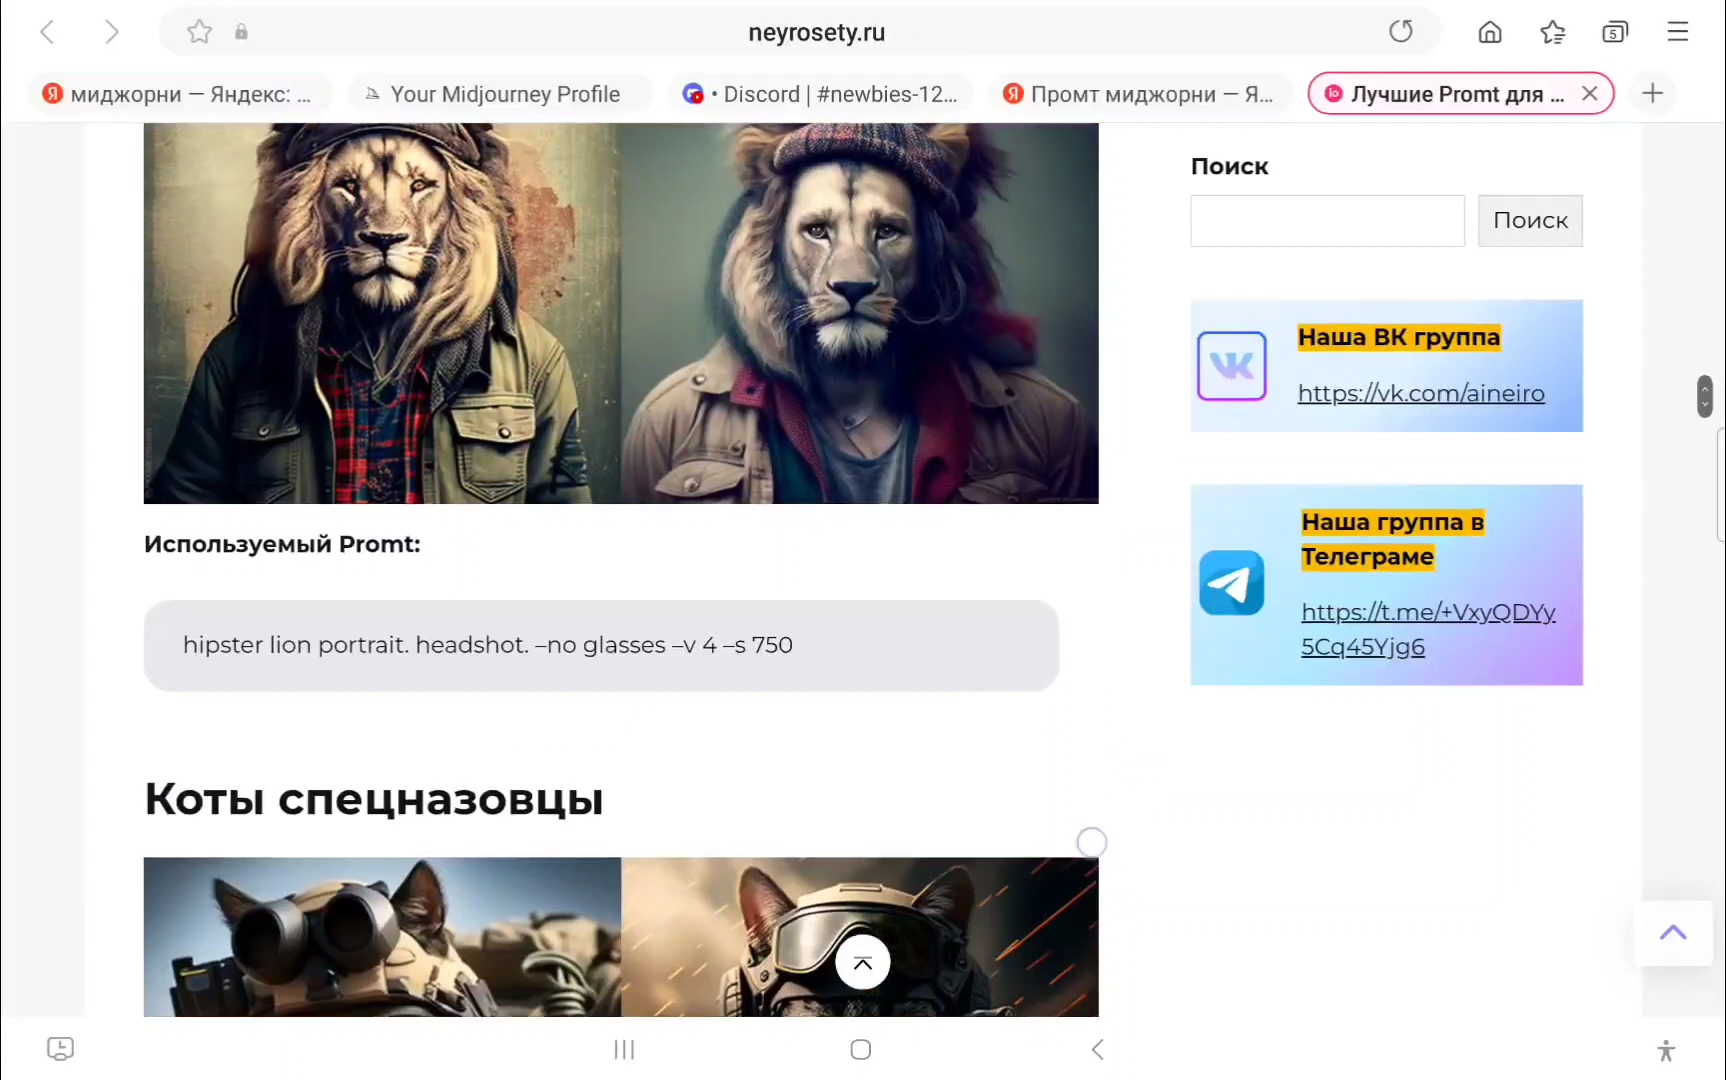 neyrosety.ru
5
миджорни — Яндекс: ...
Your Midjourney Profile
• Discord | #newbies-12...
Промт миджорни — Я...
Лучшие Promt для ...
Поиск
Поиск
Наша ВК группа
https://vk.com/aineiro
Наша группа в
Телеграме
https://t.me/+VxyQDYy
5Cq45Yjg6
Используемый Promt:
hipster lion portrait. headshot. –no glasses –v 4 –s 750
Коты спецназовцы